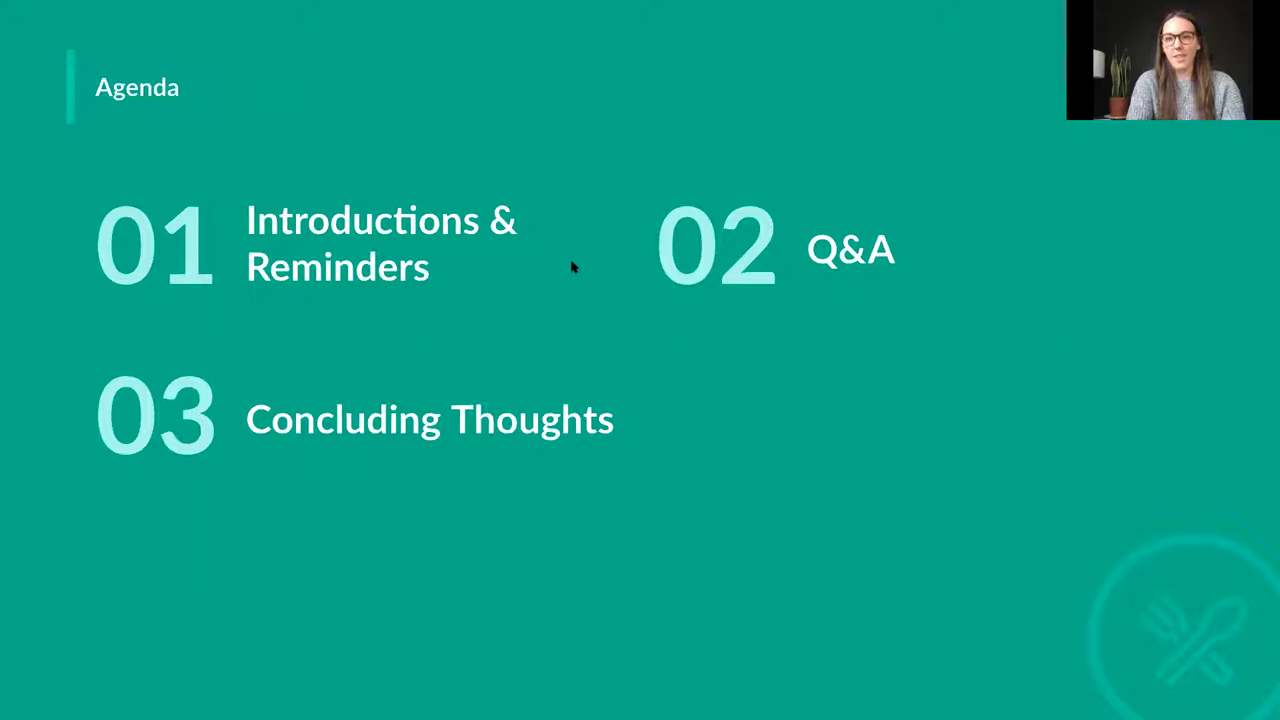 Agenda
01
Introductions &
Reminders
02
Q&A
03
Concluding Thoughts